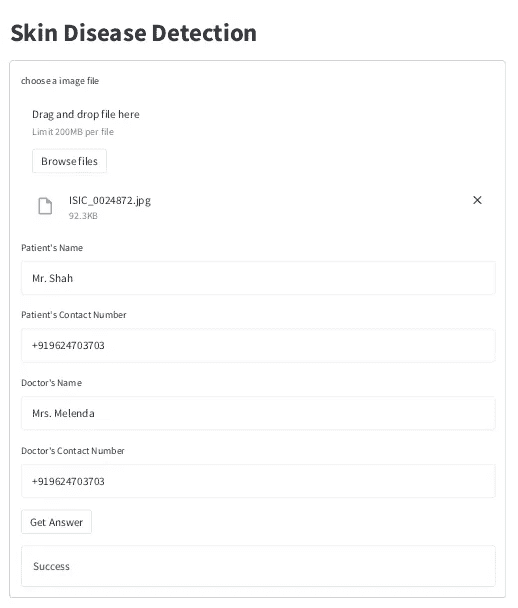 Skin Disease Detection
choose a image file
Drag and drop file here
Limit 200MB per file
Browse files
ISIC_0024872.jpg
92.3KB
Patient's Name
Mr. Shah
Patient's Contact Number
+919624703703
Doctor's Name
Mrs. Melenda
Doctor's Contact Number
+919624703703
Get Answer
Success